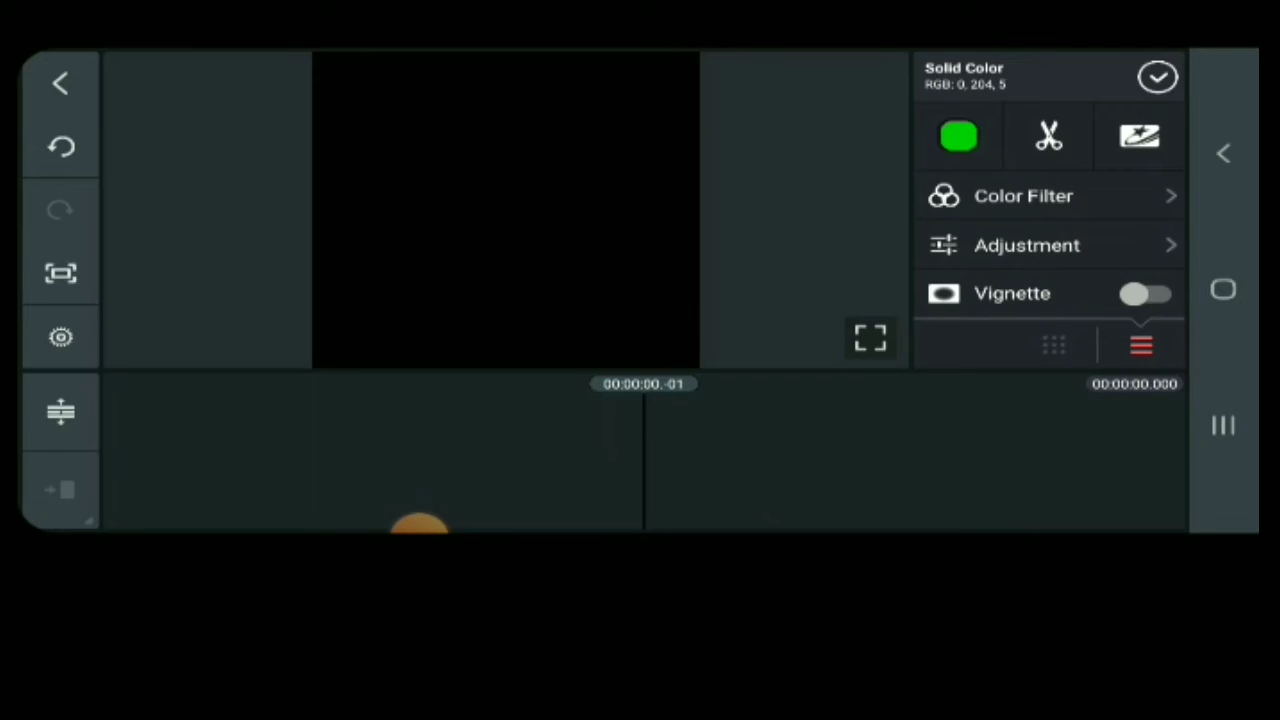 Solid Color
RGB: 0, 204, 5
Color Filter
Adjustment
Vignette
00:00:00.-01
00:00:00.000